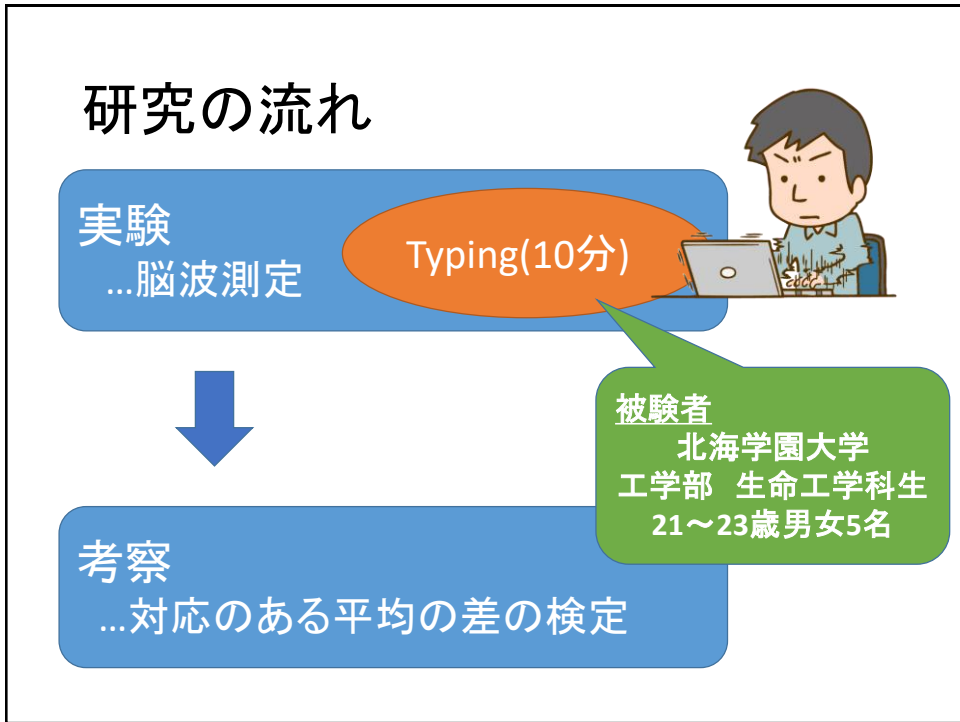 研究の流れ
実験
…脳波測定
Typing(10分)
被験者
北海学園大学
工学部　生命工学科生
21～23歳男女5名
考察
…対応のある平均の差の検定